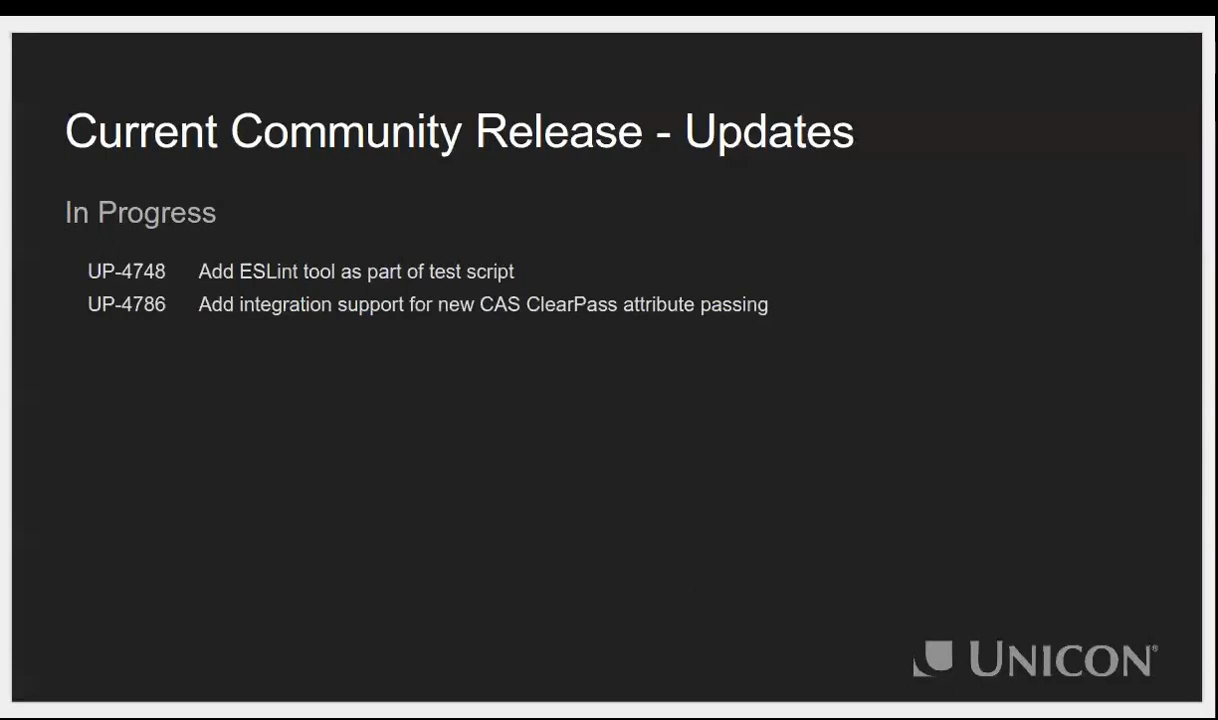 Current Community Release - Updates
In Progress
UP-4748 Add ESLint tool as part of test script
UP-4786 Add integration support for new CAS ClearPass attribute passing
UNICON®